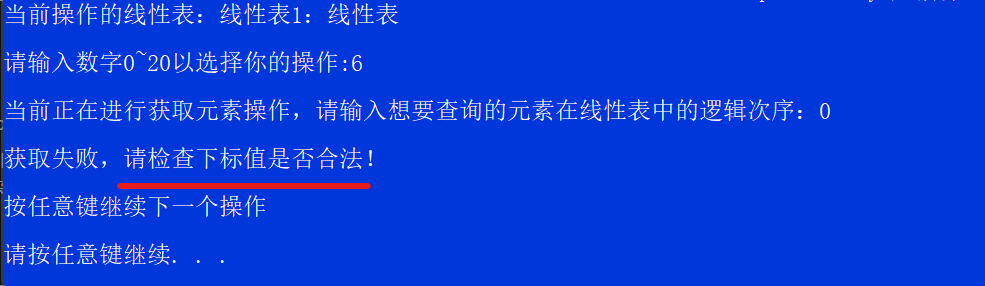 当前操作的线性表：线性表1：线性表
请输入数字0~20以选择你的操作:6
当前正在进行获取元素操作，请输入想要查询的元素在线性表中的逻辑次序：0
获取失败，请检查下标值是否合法！
按任意键继续下一个操作
请按任意键继续. . .